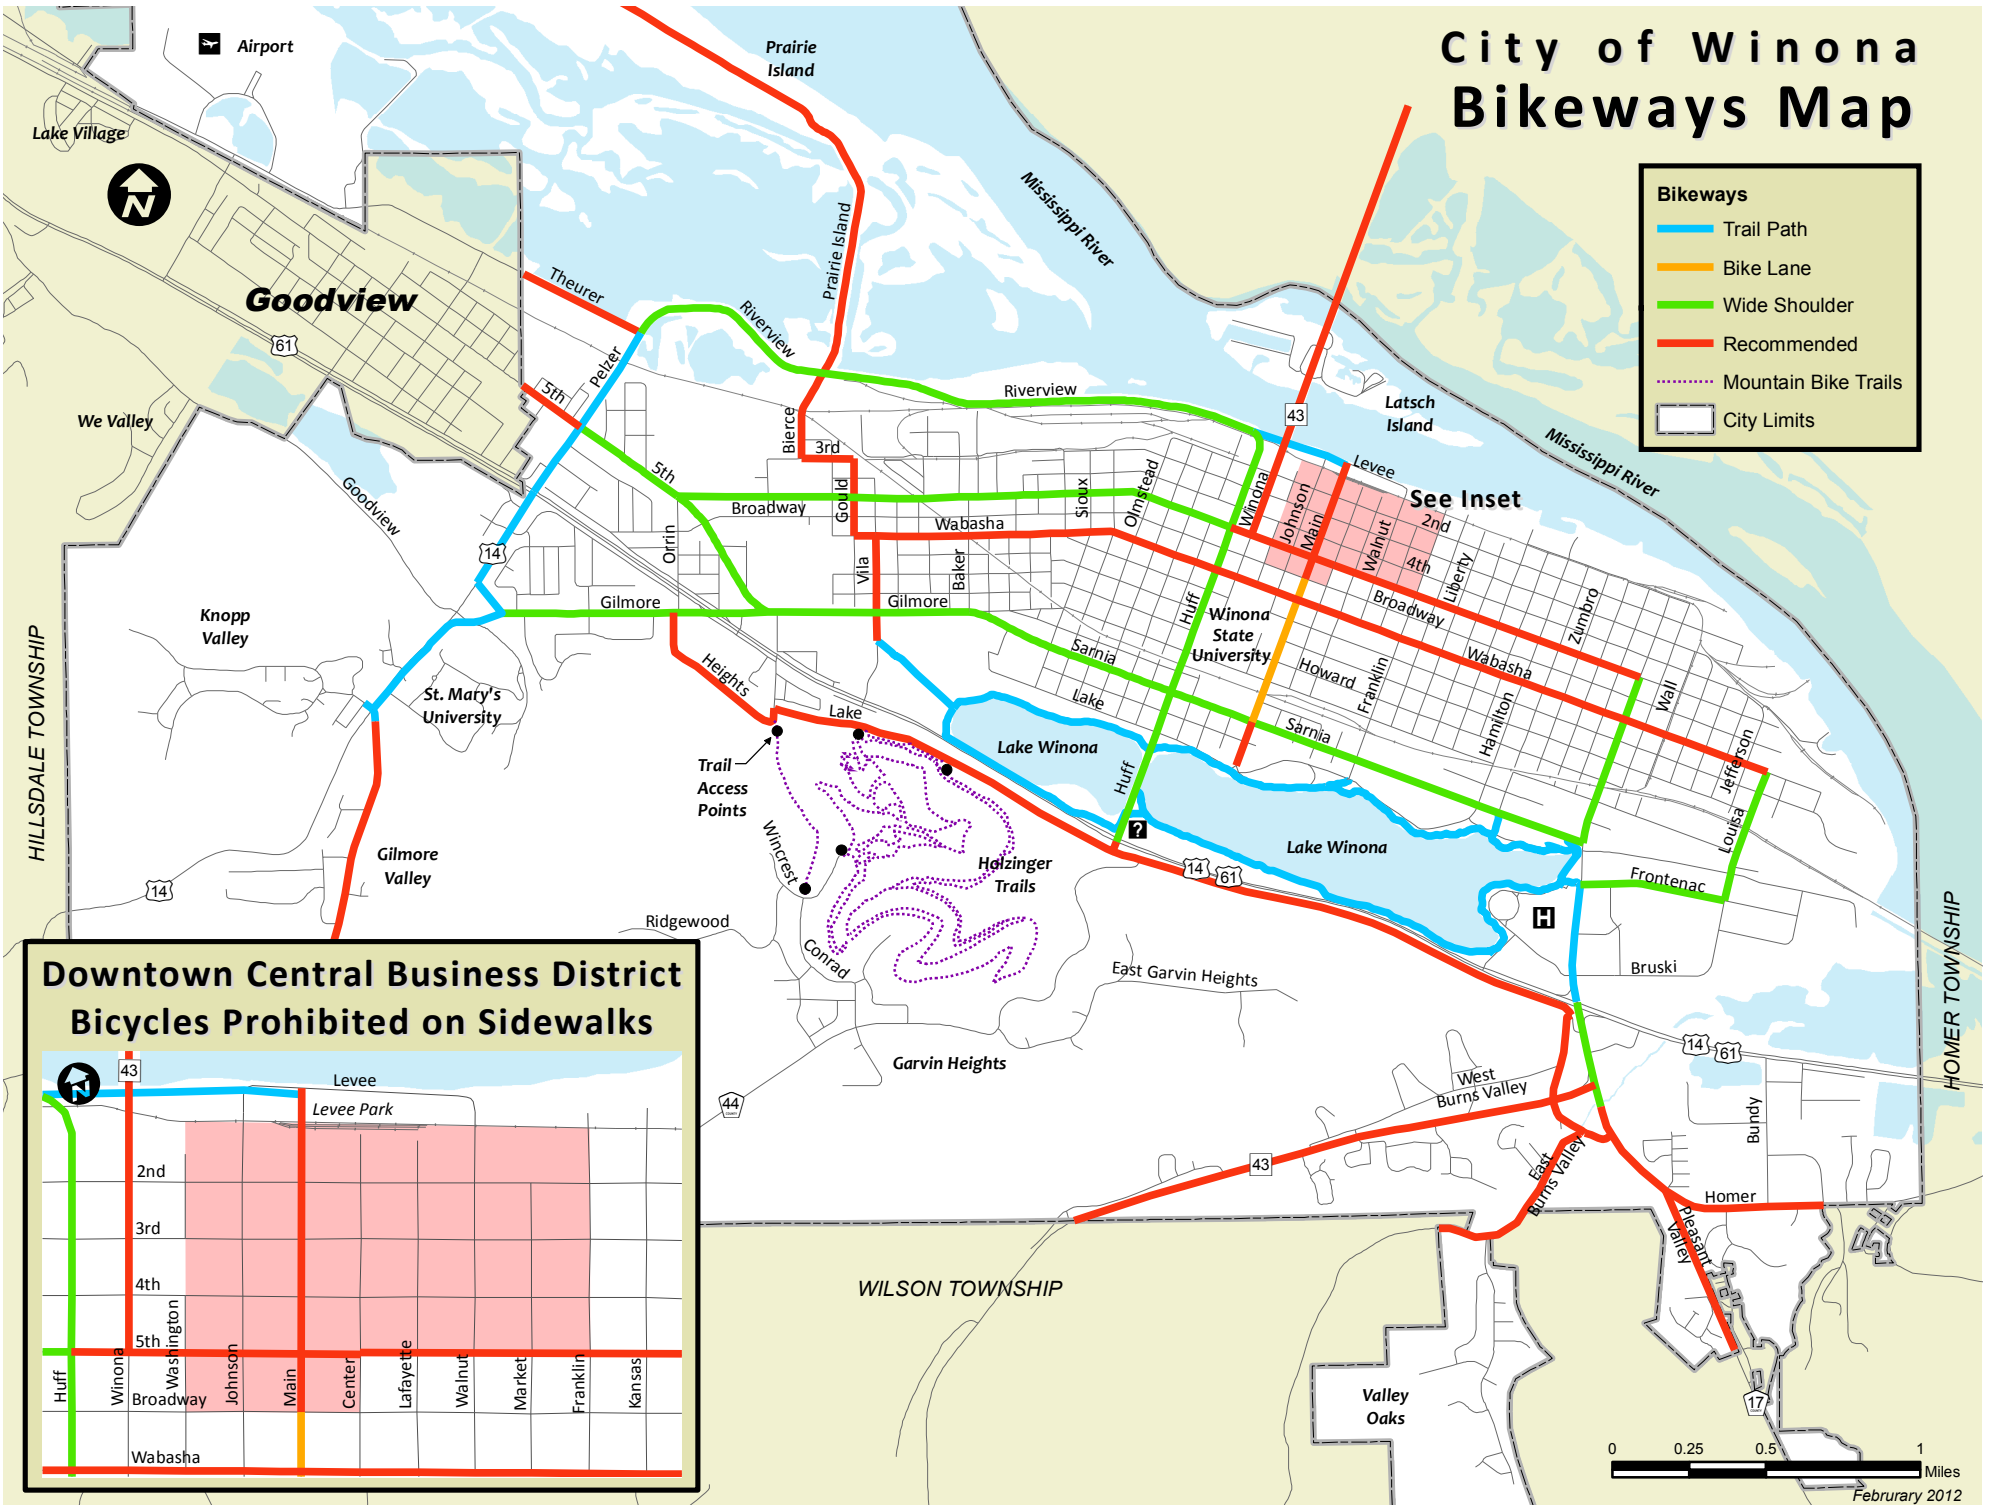 City of Winona
Bikeways Map
Airport
Prairie
Island
Lake Village
N
Mississippi River
Bikeways
Trail Path
Bike Lane
Wide Shoulder
Recommended
Mountain Bike Trails
City Limits
Prairie Island
Theurer
Goodview
61
Riverview
Pelzer
5th
Riverview
43
Latsch
Island
We Valley
Bierce
3rd
Mississippi River
Levee
See Inset
5th
Goodview
Gould
Sioux
Olmstead
Winona
Johnson
Main
Walnut
2nd
4th
Liberty
Broadway
Wabasha
14
Orrin
Vila
Baker
Gilmore
Gilmore
Huff
Broadway
Zumbro
Knopp
Valley
Winona
State
University
Sarnia
Wabasha
HILLSDALE TOWNSHIP
Heights
Howard
Franklin
St. Mary's
University
Lake
Lake
Wall
Hamilton
Sarnia
Lake Winona
Jefferson
Trail
Access
Points
Huff
?
Louisa
Wincrest
Lake Winona
Gilmore
Valley
Holzinger
Trails
14
61
Frontenac
14
Ridgewood
H
HOMER TOWNSHIP
Conrad
East Garvin Heights
Bruski
Downtown Central Business District
Bicycles Prohibited on Sidewalks
Garvin Heights
14
61
West
Burns Valley
44
Bundy
43
East
Burns Valley
Homer
Pleasant
Valley
WILSON TOWNSHIP
Valley
Oaks
17
N
43
Levee
Levee Park
2nd
3rd
4th
5th
Huff
Winona
Washington
Johnson
Main
Center
Lafayette
Walnut
Market
Franklin
Kansas
Broadway
Wabasha
0 0.25 0.5 1
Miles
Februrary 2012